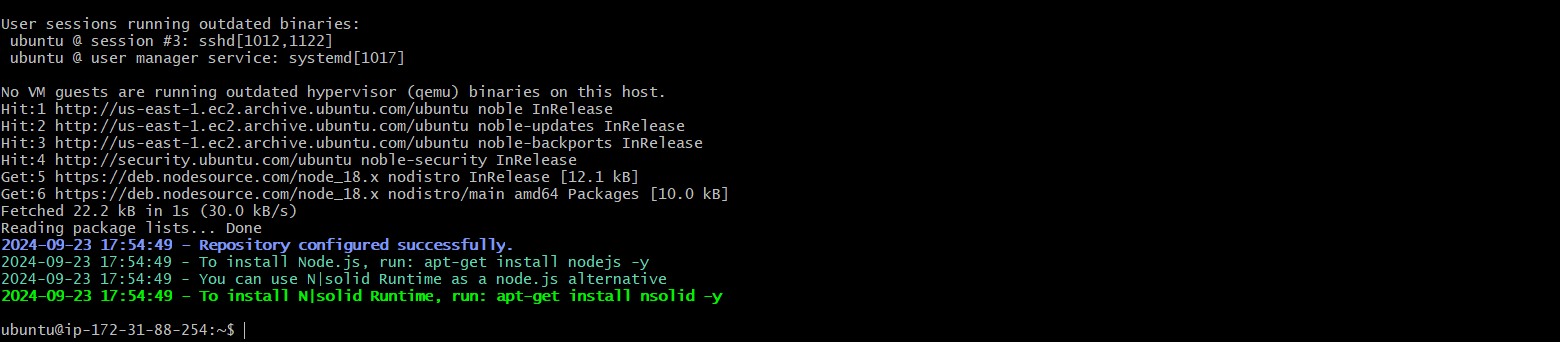 User sessions running outdated binaries:
 ubuntu @ session #3: sshd[1012,1122]
 ubuntu @ user manager service: systemd[1017]
No VM guests are running outdated hypervisor (qemu) binaries on this host.
Hit:1 http://us-east-1.ec2.archive.ubuntu.com/ubuntu noble InRelease
Hit:2 http://us-east-1.ec2.archive.ubuntu.com/ubuntu noble-updates InRelease
Hit:3 http://us-east-1.ec2.archive.ubuntu.com/ubuntu noble-backports InRelease
Hit:4 http://security.ubuntu.com/ubuntu noble-security InRelease
Get:5 https://deb.nodesource.com/node_18.x nodistro InRelease [12.1 kB]
Get:6 https://deb.nodesource.com/node_18.x nodistro/main amd64 Packages [10.0 kB]
Fetched 22.2 kB in 1s (30.0 kB/s)
Reading package lists... Done
2024-09-23 17:54:49 - Repository configured successfully.
2024-09-23 17:54:49 - To install Node.js, run: apt-get install nodejs -y
2024-09-23 17:54:49 - You can use N|solid Runtime as a node.js alternative
2024-09-23 17:54:49 - To install N|solid Runtime, run: apt-get install nsolid -y
ubuntu@ip-172-31-88-254:~$